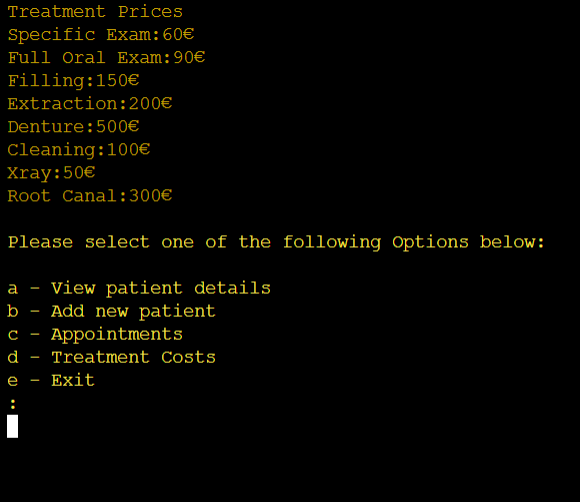 Treatment Prices
Specific Exam:60€
Full Oral Exam:90€
Filling:150€
Extraction:200€
Denture:500€
Cleaning:100€
Xray:50€
Root Canal:300€
Please select one of the following Options below:
a - View patient details
b - Add new patient
c - Appointments
d - Treatment Costs
e - Exit
: